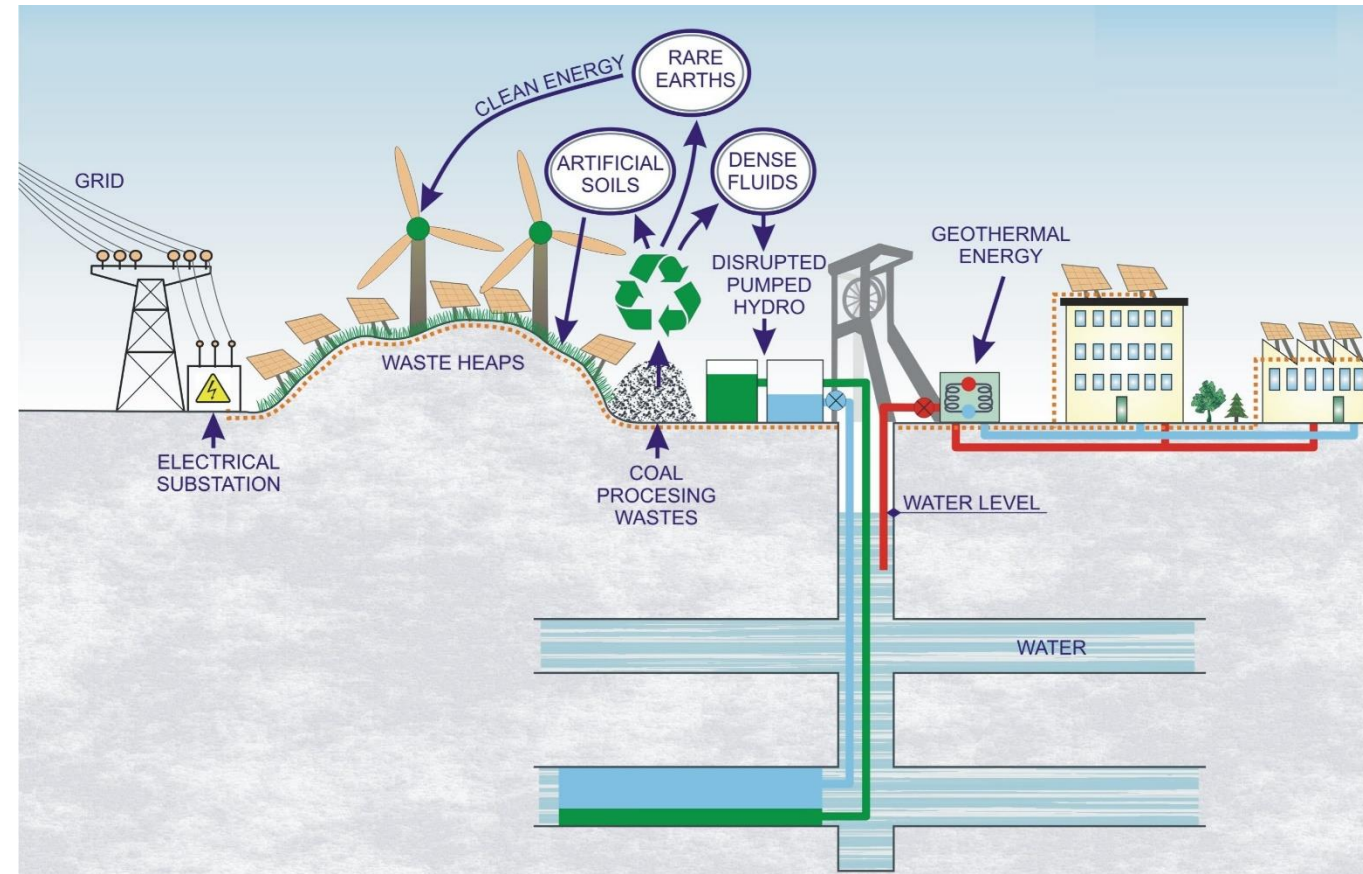 RARE
EARTHS
CLEAN ENERGY
ARTIFICIAL
SOILS
DENSE
FLUIDS
GRID
GEOTHERMAL
ENERGY
DISRUPTED
PUMPED
HYDRO
WASTE HEAPS
ELECTRICAL
SUBSTATION
COAL
PROCESING
WASTES
WATER LEVEL
WATER